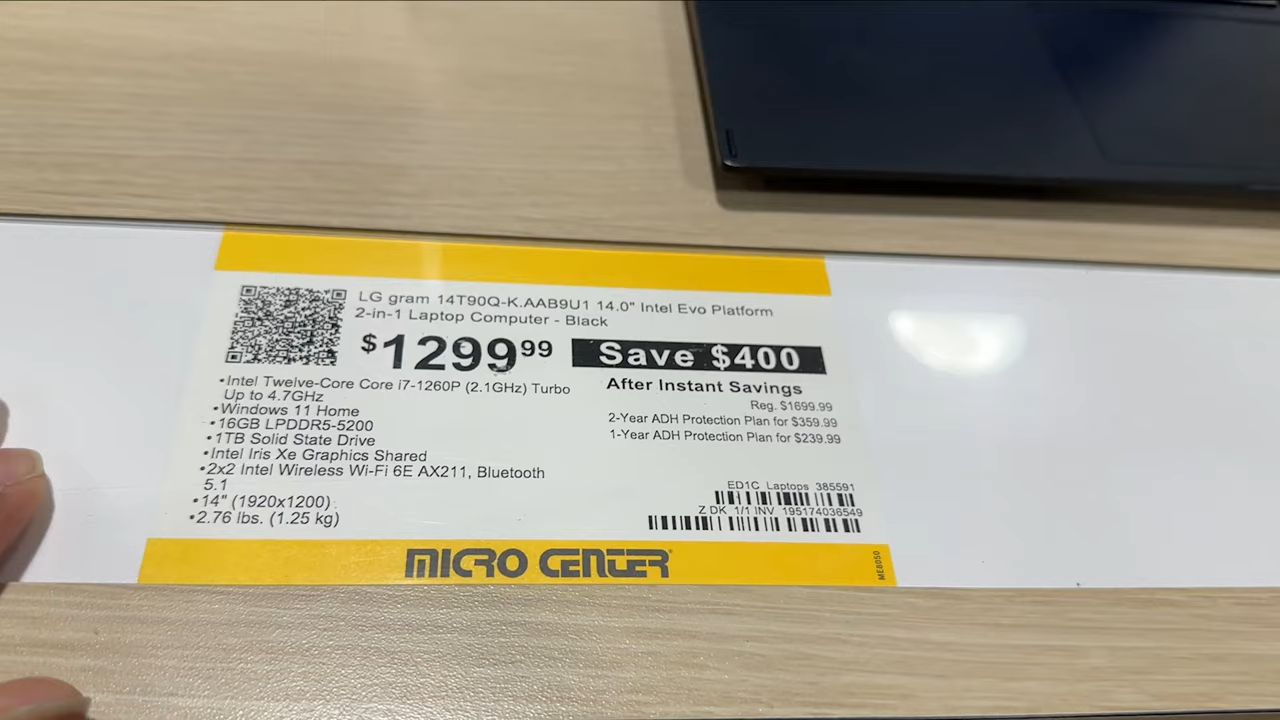 LG gram 14T90Q-K.AAB9U1 14.0" Intel Evo Platform
2-in-1 Laptop Computer - Black
$1299.99
Save $400
After Instant Savings
Reg. $1699.99
2-Year ADH Protection Plan for $359.99
1-Year ADH Protection Plan for $239.99
•Intel Twelve-Core Core i7-1260P (2.1GHz) Turbo
Up to 4.7GHz
•Windows 11 Home
•16GB LPDDR5-5200
•1TB Solid State Drive
•Intel Iris Xe Graphics Shared
•2x2 Intel Wireless Wi-Fi 6E AX211, Bluetooth
5.1
•14" (1920x1200)
•2.76 lbs. (1.25 kg)
ED1C Laptops 385591
Z DK 1/1 INV 195174036549
MICRO CENTER
ME8050